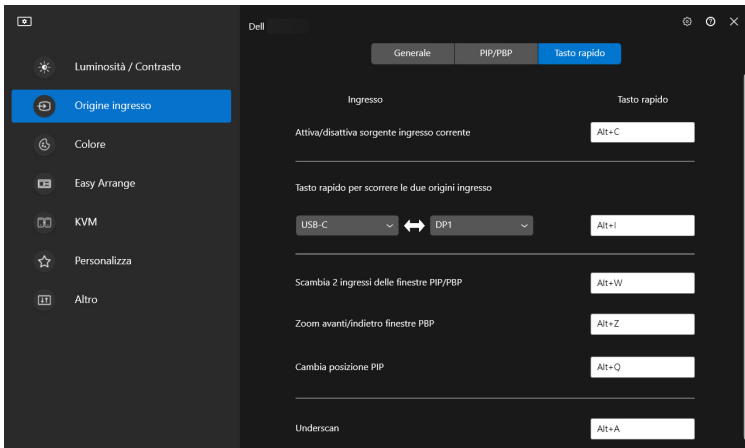 Dell
Generale
PIP/PBP
Tasto rapido
Luminosità / Contrasto
Origine ingresso
Colore
Easy Arrange
KVM
Personalizza
Altro
Ingresso
Tasto rapido
Attiva/disattiva sorgente ingresso corrente
Alt+C
Tasto rapido per scorrere le due origini ingresso
USB-C
DP1
Alt+I
Scambia 2 ingressi delle finestre PIP/PBP
Alt+W
Zoom avanti/indietro finestre PBP
Alt+Z
Cambia posizione PIP
Alt+Q
Underscan
Alt+A